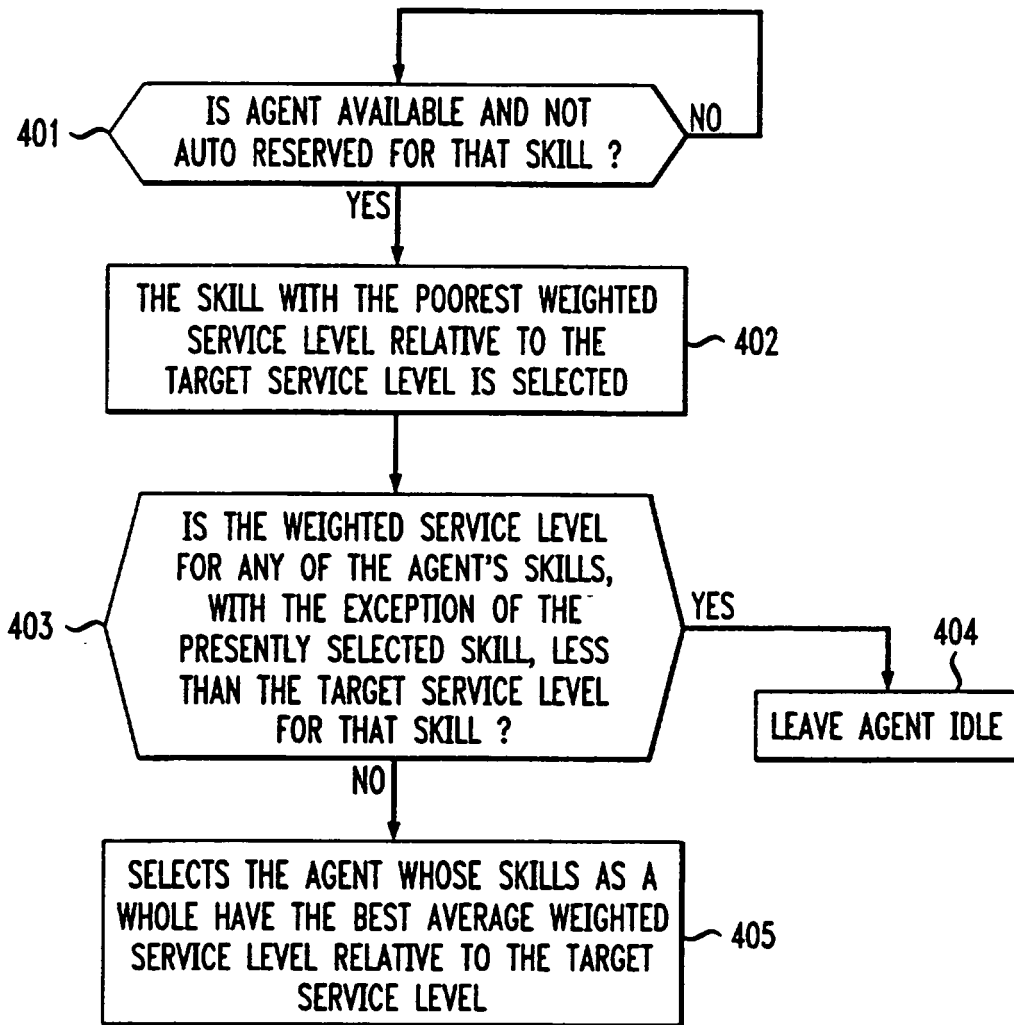 IS AGENT AVAILABLE AND NOT
AUTO RESERVED FOR THAT SKILL ?
401
NO
YES
THE SKILL WITH THE POOREST WEIGHTED
SERVICE LEVEL RELATIVE TO THE
TARGET SERVICE LEVEL IS SELECTED
402
IS THE WEIGHTED SERVICE LEVEL
FOR ANY OF THE AGENT'S SKILLS,
WITH THE EXCEPTION OF THE
PRESENTLY SELECTED SKILL, LESS
THAN THE TARGET SERVICE LEVEL
FOR THAT SKILL ?
403
YES
404
LEAVE AGENT IDLE
NO
SELECTS THE AGENT WHOSE SKILLS AS A
WHOLE HAVE THE BEST AVERAGE WEIGHTED
SERVICE LEVEL RELATIVE TO THE TARGET
SERVICE LEVEL
405